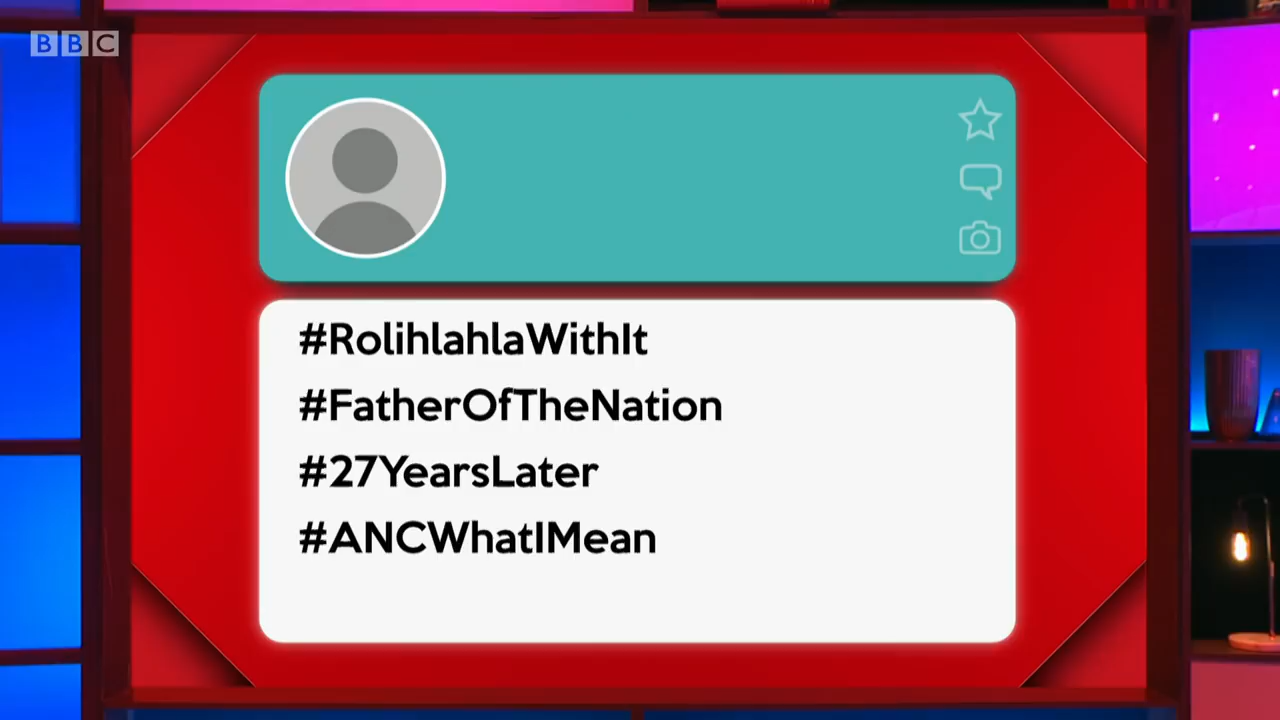 BBC
#RolihlahlaWithIt
#FatherOfTheNation
#27YearsLater
#ANCWhatIMean